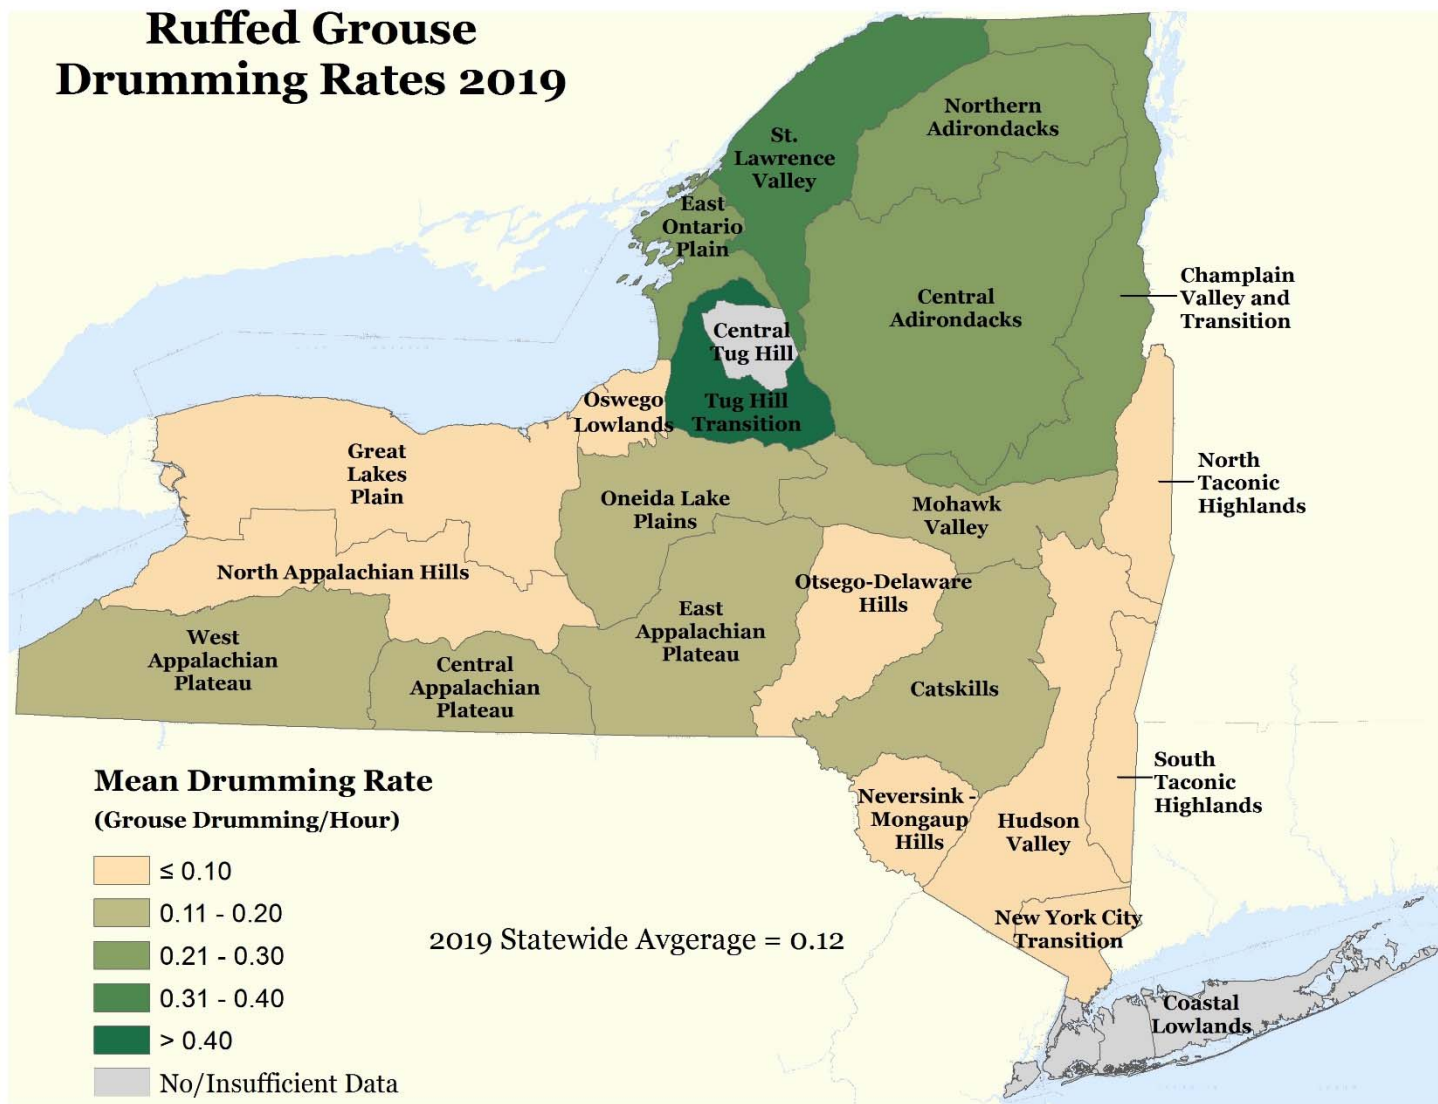 Ruffed Grouse
Drumming Rates 2019
Northern
Adirondacks
St.
Lawrence
Valley
East
Ontario
Plain
Champlain
Valley and
Transition
Central
Adirondacks
Central
Tug Hill
Tug Hill
Transition
Oswego
Lowlands
Great
Lakes
Plain
North
Taconic
Highlands
Oneida Lake
Plains
Mohawk
Valley
North Appalachian Hills
Otsego-Delaware
Hills
East
Appalachian
Plateau
West
Appalachian
Plateau
Central
Appalachian
Plateau
Catskills
South
Taconic
Highlands
Neversink -
Mongaup
Hills
Hudson
Valley
New York City
Transition
Coastal
Lowlands
Mean Drumming Rate
(Grouse Drumming/Hour)
≤ 0.10
0.11 - 0.20
0.21 - 0.30
0.31 - 0.40
> 0.40
No/Insufficient Data
2019 Statewide Avgerage = 0.12